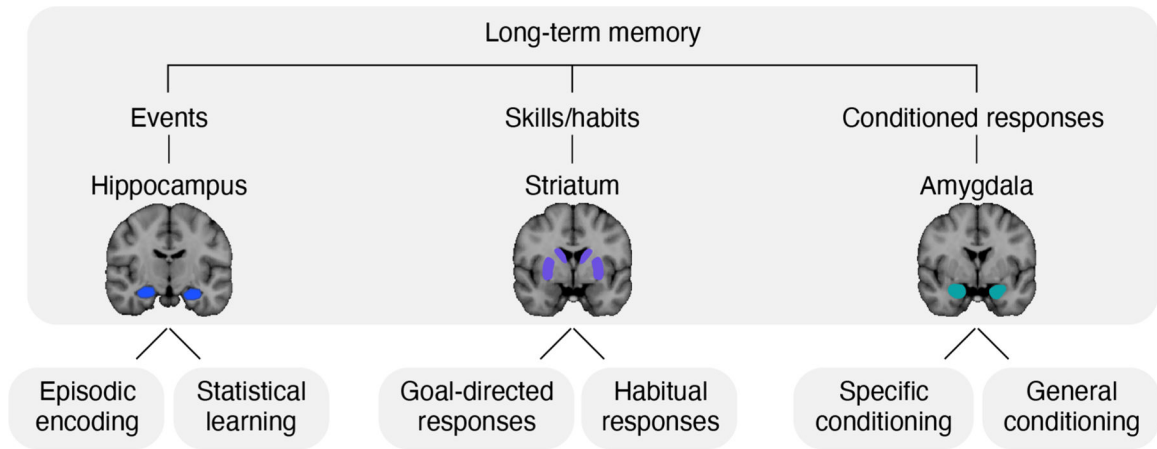 Long-term memory
Events
Skills/habits
Conditioned responses
Hippocampus
Striatum
Amygdala
Episodic
encoding
Statistical
learning
Goal-directed
responses
Habitual
responses
Specific
conditioning
General
conditioning